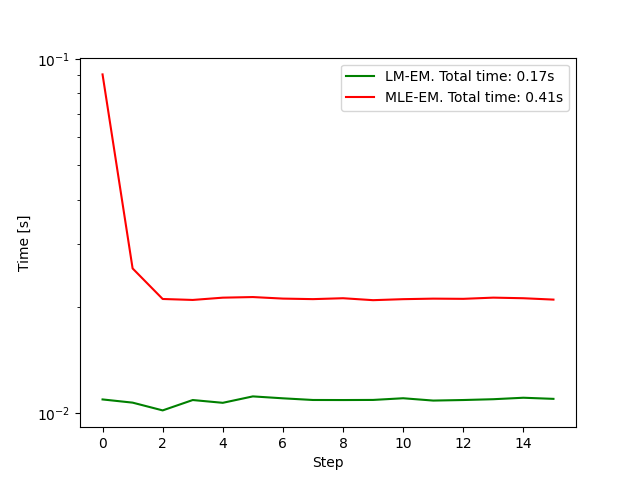 10⁻¹
10⁻²
Time [s]
LM-EM. Total time: 0.17s
MLE-EM. Total time: 0.41s
0 2 4 6 8 10 12 14
Step